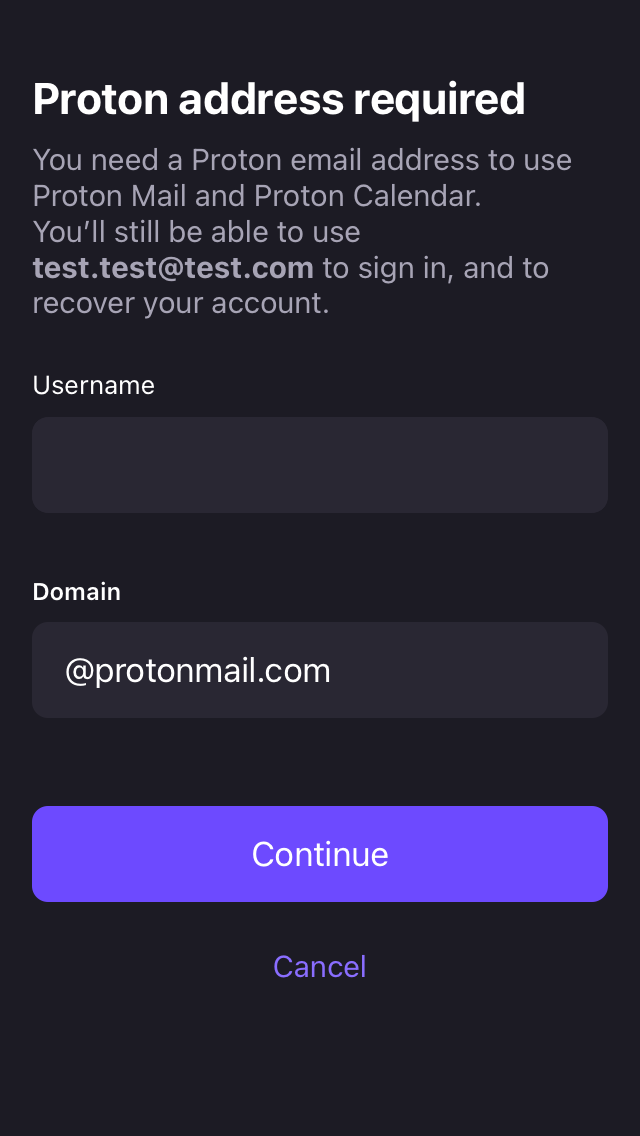 Proton address required
You need a Proton email address to use
Proton Mail and Proton Calendar.
You’ll still be able to use
test.test@test.com to sign in, and to
recover your account.
Username
Domain
@protonmail.com
Continue
Cancel